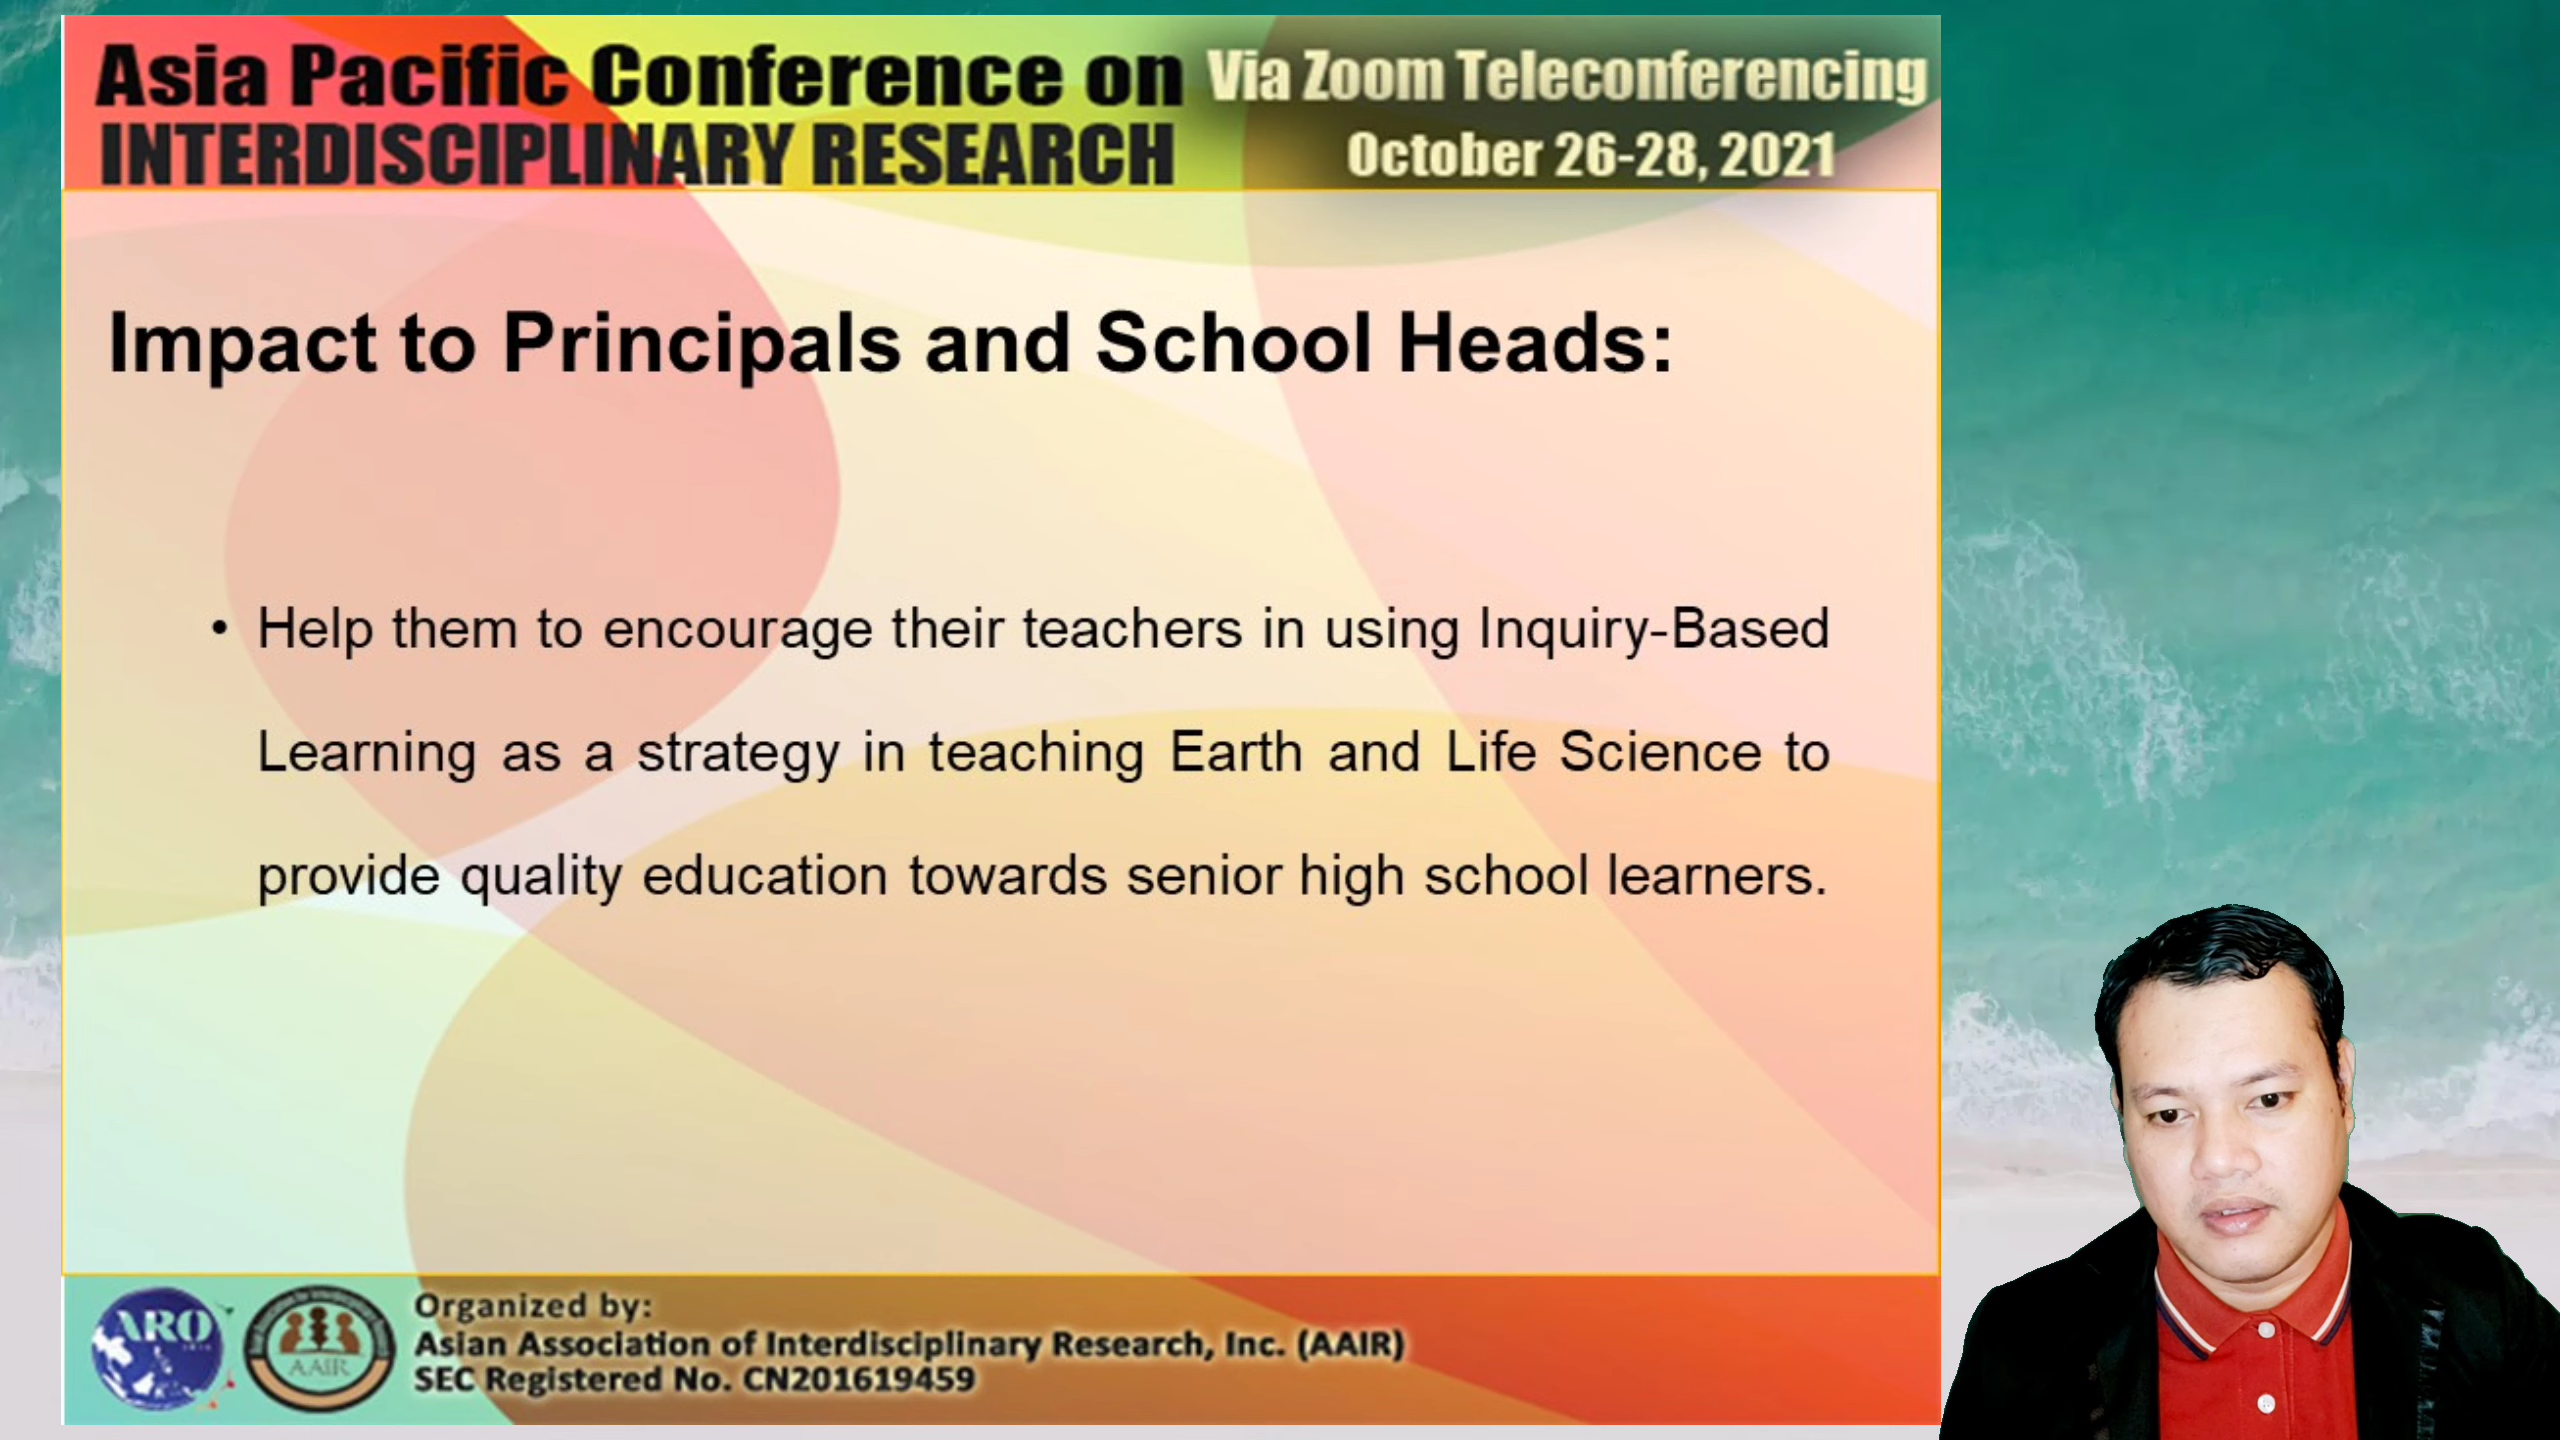 Asia Pacific Conference on
INTERDISCIPLINARY RESEARCH
Via Zoom Teleconferencing
October 26-28, 2021
Impact to Principals and School Heads:
• Help them to encourage their teachers in using Inquiry-Based
Learning as a strategy in teaching Earth and Life Science to
provide quality education towards senior high school learners.
ARO
AAIR
Organized by:
Asian Association of Interdisciplinary Research, Inc. (AAIR)
SEC Registered No. CN201619459